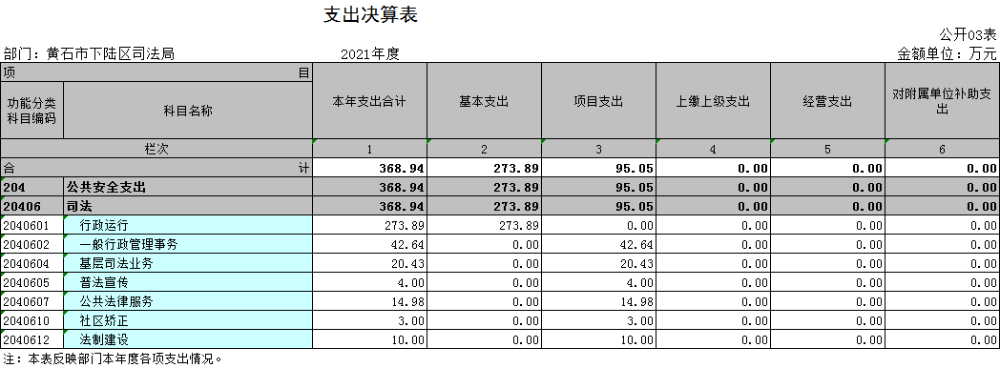 支出决算表
公开03表
部门：黄石市下陆区司法局 2021年度 金额单位：万元
项 目 本年支出合计 基本支出 项目支出 上缴上级支出 经营支出 对附属单位补助支出
功能分类科目编码 科目名称
栏次 1 2 3 4 5 6
合 计 368.94 273.89 95.05 0.00 0.00 0.00
204 公共安全支出 368.94 273.89 95.05 0.00 0.00 0.00
20406 司法 368.94 273.89 95.05 0.00 0.00 0.00
2040601 行政运行 273.89 273.89 0.00 0.00 0.00 0.00
2040602 一般行政管理事务 42.64 0.00 42.64 0.00 0.00 0.00
2040604 基层司法业务 20.43 0.00 20.43 0.00 0.00 0.00
2040605 普法宣传 4.00 0.00 4.00 0.00 0.00 0.00
2040607 公共法律服务 14.98 0.00 14.98 0.00 0.00 0.00
2040610 社区矫正 3.00 0.00 3.00 0.00 0.00 0.00
2040612 法制建设 10.00 0.00 10.00 0.00 0.00 0.00
注：本表反映部门本年度各项支出情况。